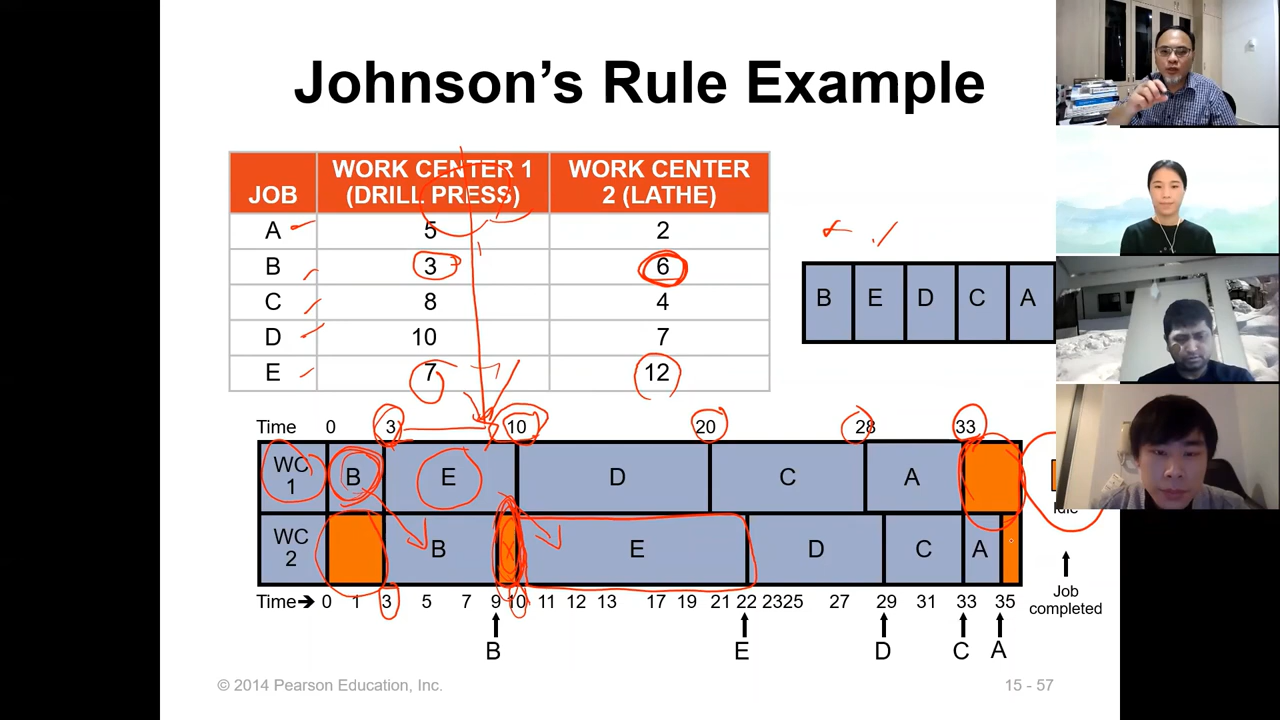 Johnson's Rule Example
JOB
WORK CENTER 1
(DRILL PRESS)
WORK CENTER
2 (LATHE)
A 5 2
B 3 6
C 8 4
D 10 7
E 7 12
B E D C A
Time 0 3 10 20 28 33
WC
1
B E D C A
WC
2
B E D C A
Time 0 1 3 5 7 9 10 11 12 13 17 19 21 22 23 25 27 29 31 33 35
B E D C A
Idle
Job
completed
© 2014 Pearson Education, Inc.
15 - 57